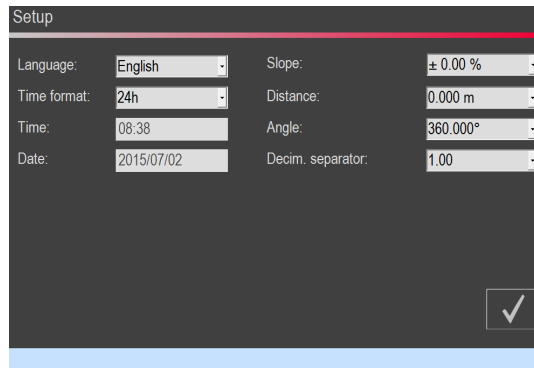 Setup
Language: English Slope: ± 0.00 %
Time format: 24h Distance: 0.000 m
Time: 08:38 Angle: 360.000°
Date: 2015/07/02 Decim. separator: 1.00